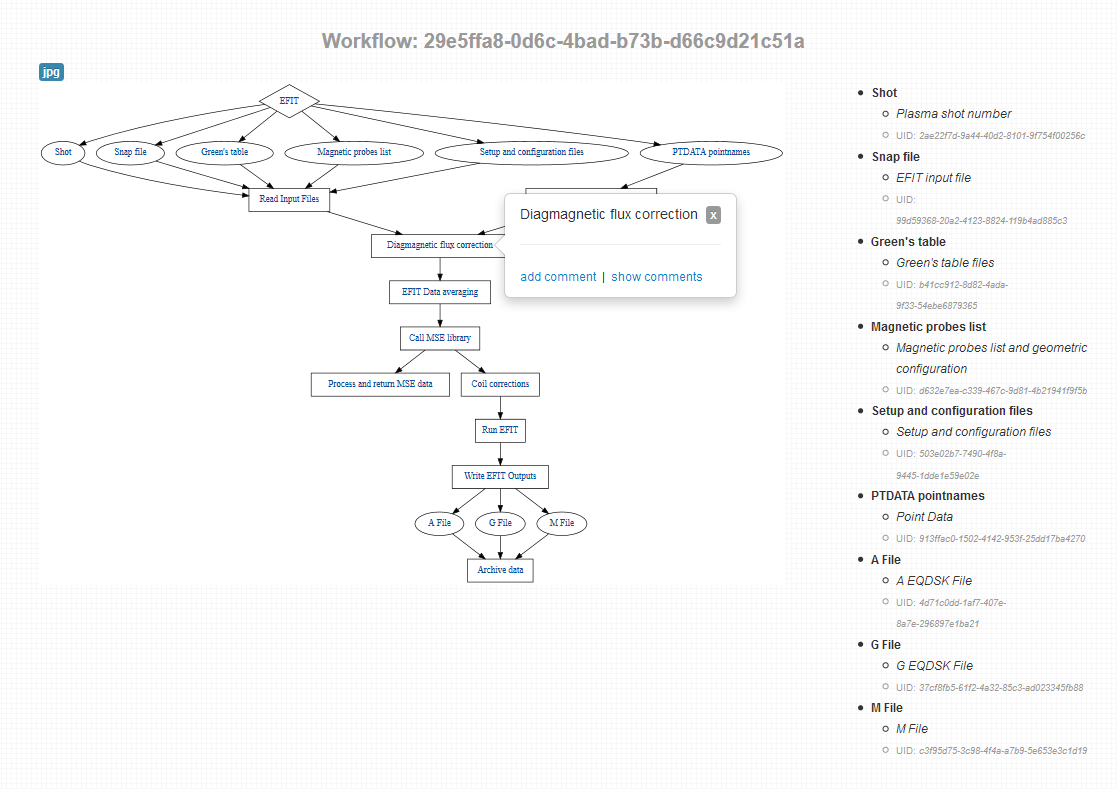 Workflow: 29e5ffa8-0d6c-4bad-b73b-d66c9d21c51a
jpg
EFIT
Shot
Snap file
Green's table
Magnetic probes list
Setup and configuration files
PTDATA pointnames
Read Input Files
Diagmagnetic flux correction
x
add comment | show comments
Diagmagnetic flux correction
EFIT Data averaging
Call MSE library
Process and return MSE data
Coil corrections
Run EFIT
Write EFIT Outputs
A File
G File
M File
Archive data
Shot
Plasma shot number
UID: 2ae22f7d-9a44-40d2-8101-9f754f00256c
Snap file
EFIT input file
UID:
99d59368-20a2-4123-8824-119b4ad885c3
Green's table
Green's table files
UID: b41cc912-8d82-4ada-
9f33-54ebe6879365
Magnetic probes list
Magnetic probes list and geometric
configuration
UID: d632e7ea-c339-467c-9d81-4b21941f9f5b
Setup and configuration files
Setup and configuration files
UID: 503e02b7-7490-4f8a-
9445-1dde1e59e02e
PTDATA pointnames
Point Data
UID: 913ffac0-1502-4142-953f-25dd17ba4270
A File
A EQDSK File
UID: 4d71c0dd-1af7-407e-
8a7e-296897e1ba21
G File
G EQDSK File
UID: 37cf8fb5-61f2-4a32-85c3-ad023345fb88
M File
M File
UID: c3f95d75-3c98-4f4a-a7b9-5e653e3c1d19